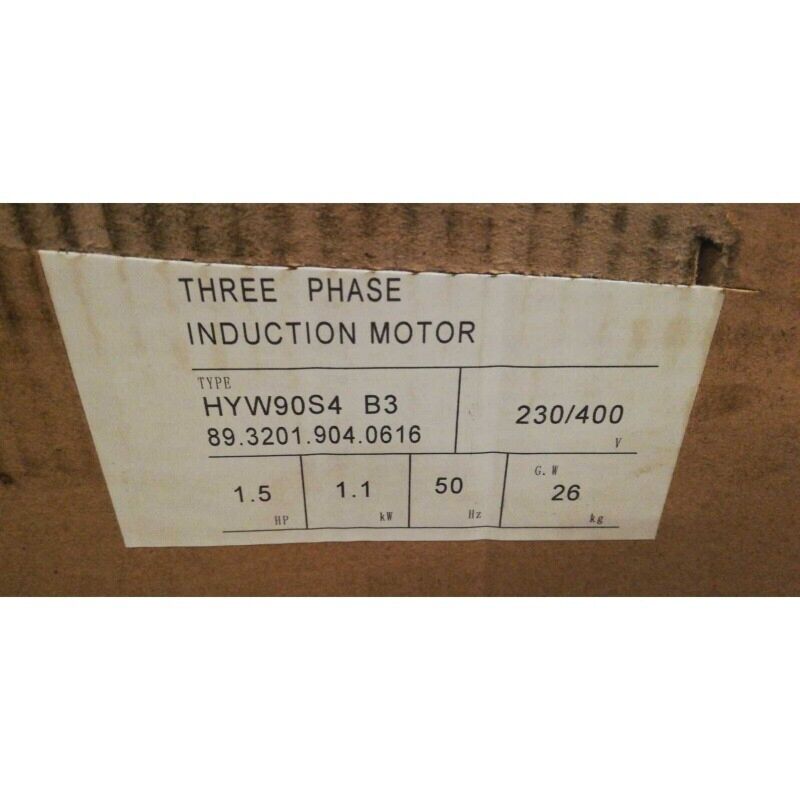 THREE PHASE
INDUCTION MOTOR
TYPE
HYW90S4 B3
89.3201.904.0616
230/400
V
1.5
HP
1.1
kW
50
Hz
G.W
26
kg